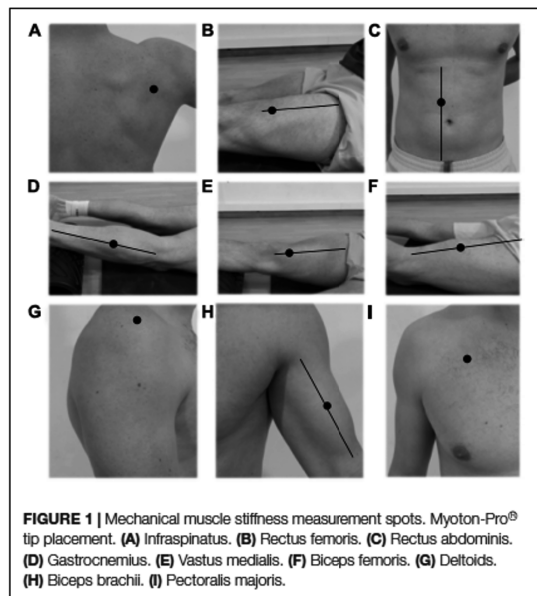 A
B
C
D
E
F
G
H
I
FIGURE 1 | Mechanical muscle stiffness measurement spots. Myoton-Pro®
tip placement. (A) Infraspinatus. (B) Rectus femoris. (C) Rectus abdominis.
(D) Gastrocnemius. (E) Vastus medialis. (F) Biceps femoris. (G) Deltoids.
(H) Biceps brachii. (I) Pectoralis majoris.